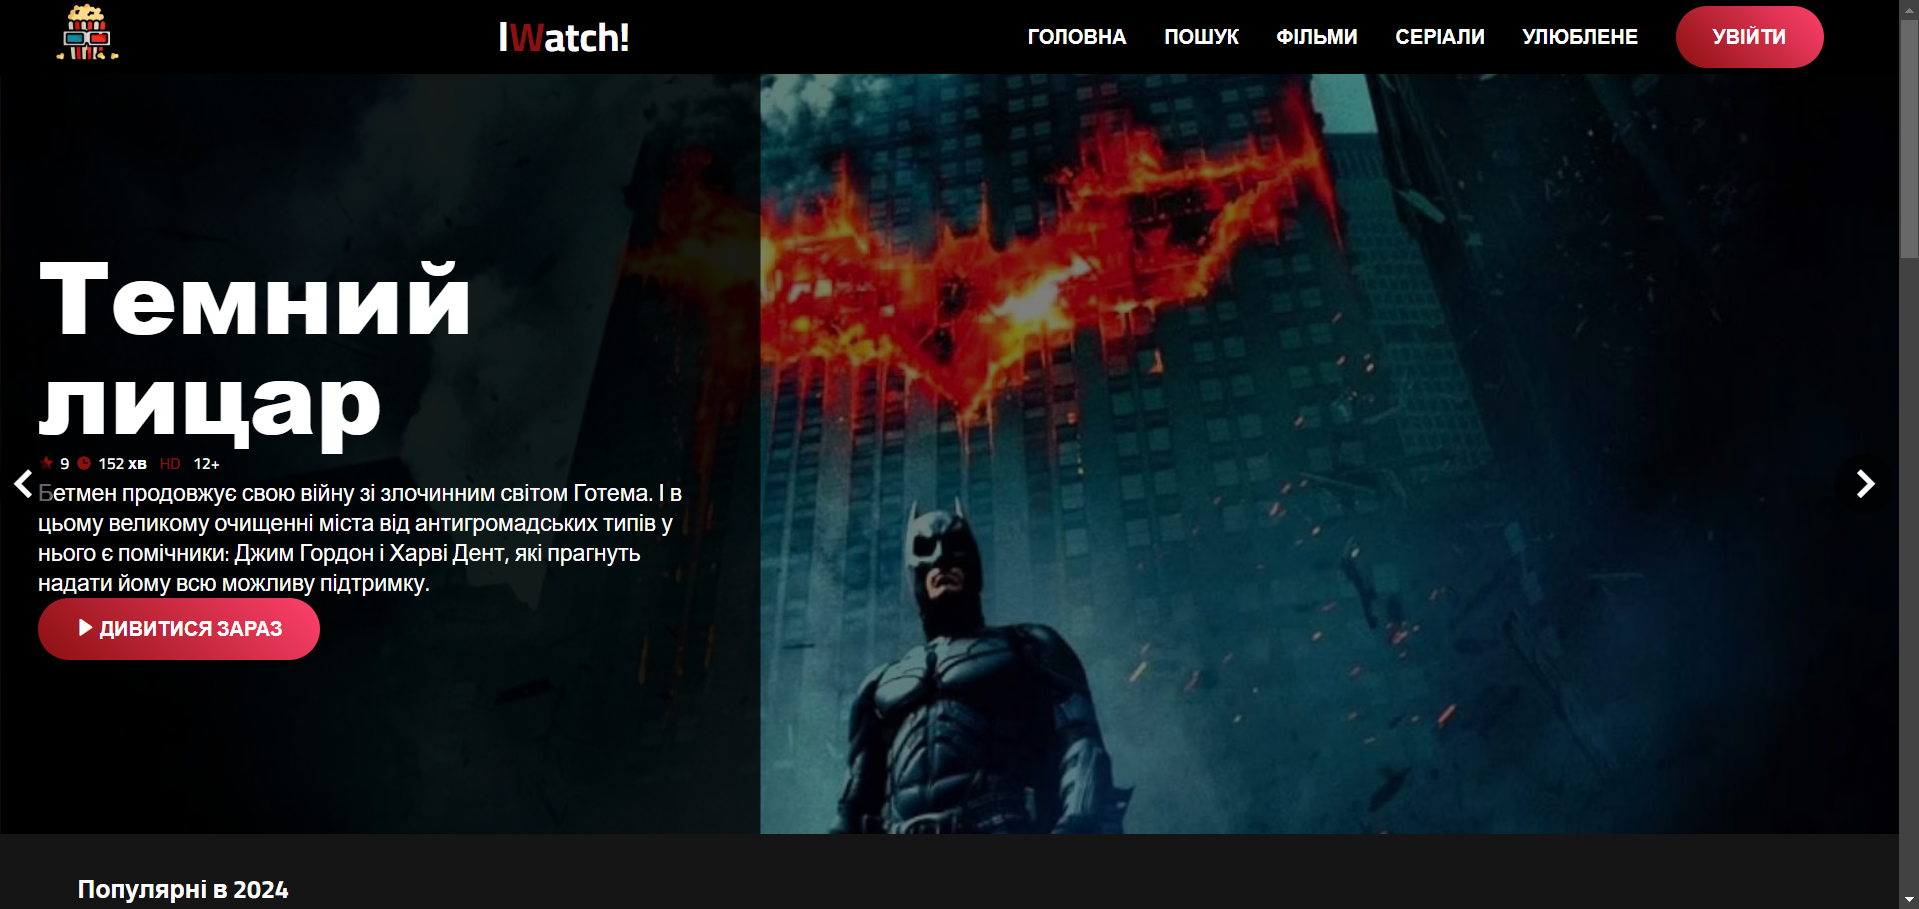 IWatch!
ГОЛОВНА
ПОШУК
ФІЛЬМИ
СЕРІАЛИ
УЛЮБЛЕНЕ
УВІЙТИ
Темний
лицар
9 152 хв HD 12+
Бетмен продовжує свою війну зі злочинним світом Готема. І в
цьому великому очищенні міста від антигромадських типів у
нього є помічники: Джим Гордон і Харві Дент, які прагнуть
надати йому всю можливу підтримку.
ДИВИТИСЯ ЗАРАЗ
Популярні в 2024